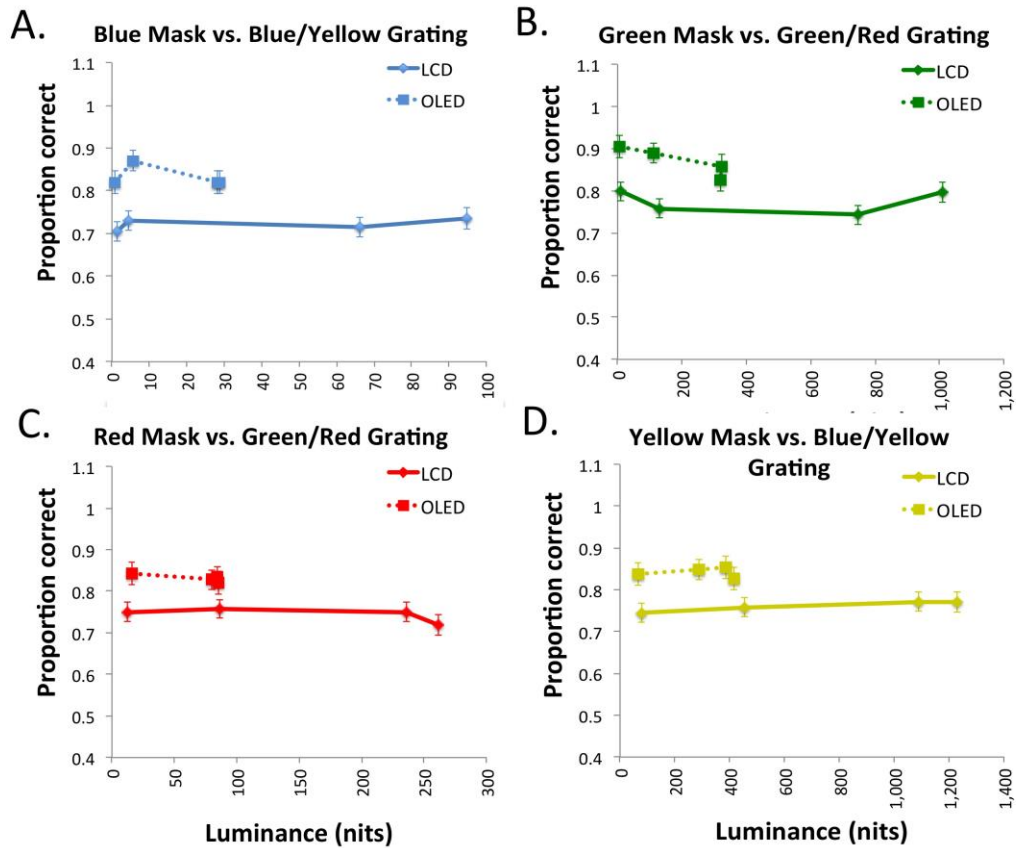 A.
Blue Mask vs. Blue/Yellow Grating
LCD
OLED
Proportion correct
1.1
1
0.9
0.8
0.7
0.6
0.5
0.4
0
10
20
30
40
50
60
70
80
90
100
B.
Green Mask vs. Green/Red Grating
LCD
OLED
Proportion correct
1.1
1
0.9
0.8
0.7
0.6
0.5
0.4
0
200
400
600
800
1,000
1,200
C.
Red Mask vs. Green/Red Grating
LCD
OLED
Proportion correct
1.1
1
0.9
0.8
0.7
0.6
0.5
0.4
0
50
100
150
200
250
300
Luminance (nits)
D.
Yellow Mask vs. Blue/Yellow
Grating
LCD
OLED
Proportion correct
1.1
1
0.9
0.8
0.7
0.6
0.5
0.4
0
200
400
600
800
1,000
1,200
1,400
Luminance (nits)